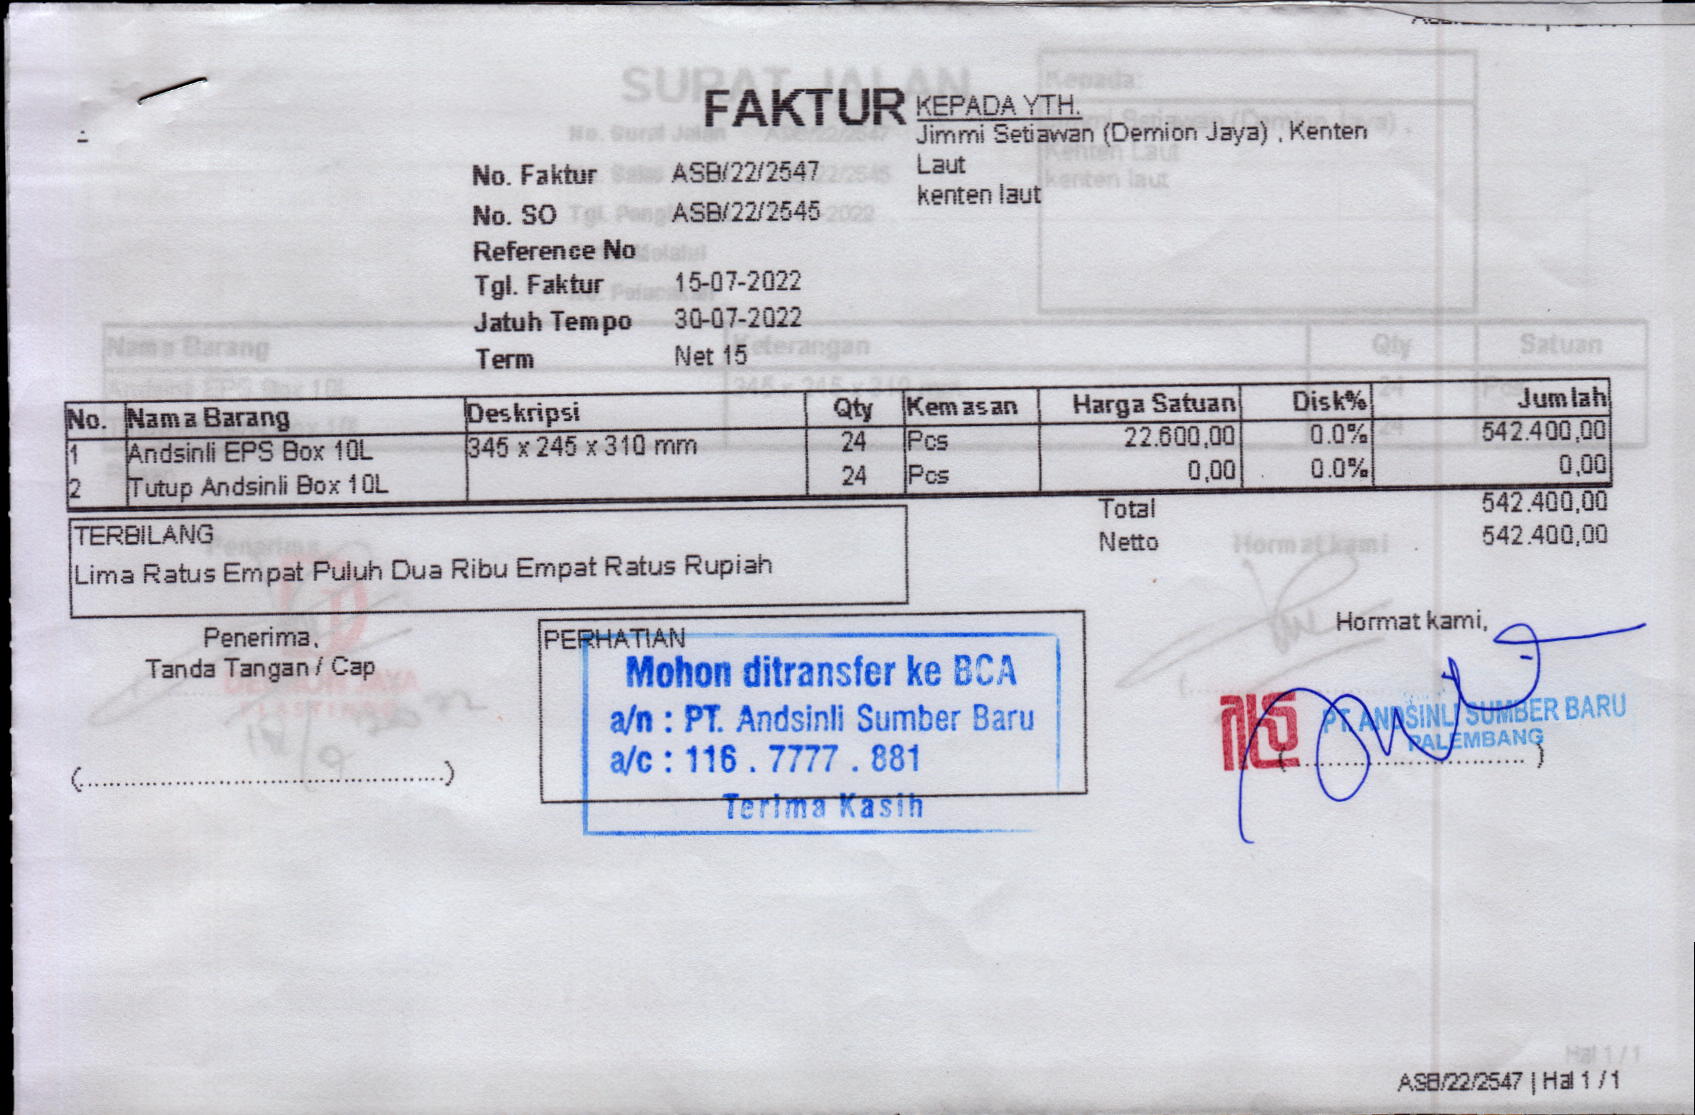 FAKTUR
KEPADA YTH.
Jimmi Setiawan (Demion Jaya) , Kenten
Laut
kenten laut
No. Faktur ASB/22/2547
No. SO ASB/22/2545
Reference No
Tgl. Faktur 15-07-2022
Jatuh Tempo 30-07-2022
Term Net 15
No. Nama Barang Deskripsi Qty Kemasan Harga Satuan Disk% Jumlah
1 Andsinli EPS Box 10L 345 x 245 x 310 mm 24 Pcs 22.600,00 0.0% 542.400,00
2 Tutup Andsinli Box 10L 24 Pcs 0,00 0.0% 0,00
Total 542.400,00
Netto 542.400,00
TERBILANG
Lima Ratus Empat Puluh Dua Ribu Empat Ratus Rupiah
Penerima,
Tanda Tangan / Cap
(................................................)
PERHATIAN
Mohon ditransfer ke BCA
a/n : PT. Andsinli Sumber Baru
a/c : 116 . 7777 . 881
Terima Kasih
Hormat kami,
PT. ANDSINLI SUMBER BARU
PALEMBANG
(................................)
ASB/22/2547 | Hal 1 / 1